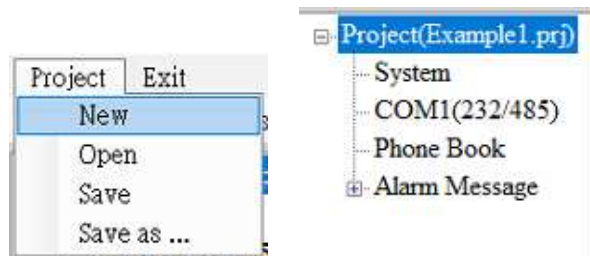 Project Exit
New
Open
Save
Save as ...
Project(Example1.prj)
System
COM1(232/485)
Phone Book
Alarm Message